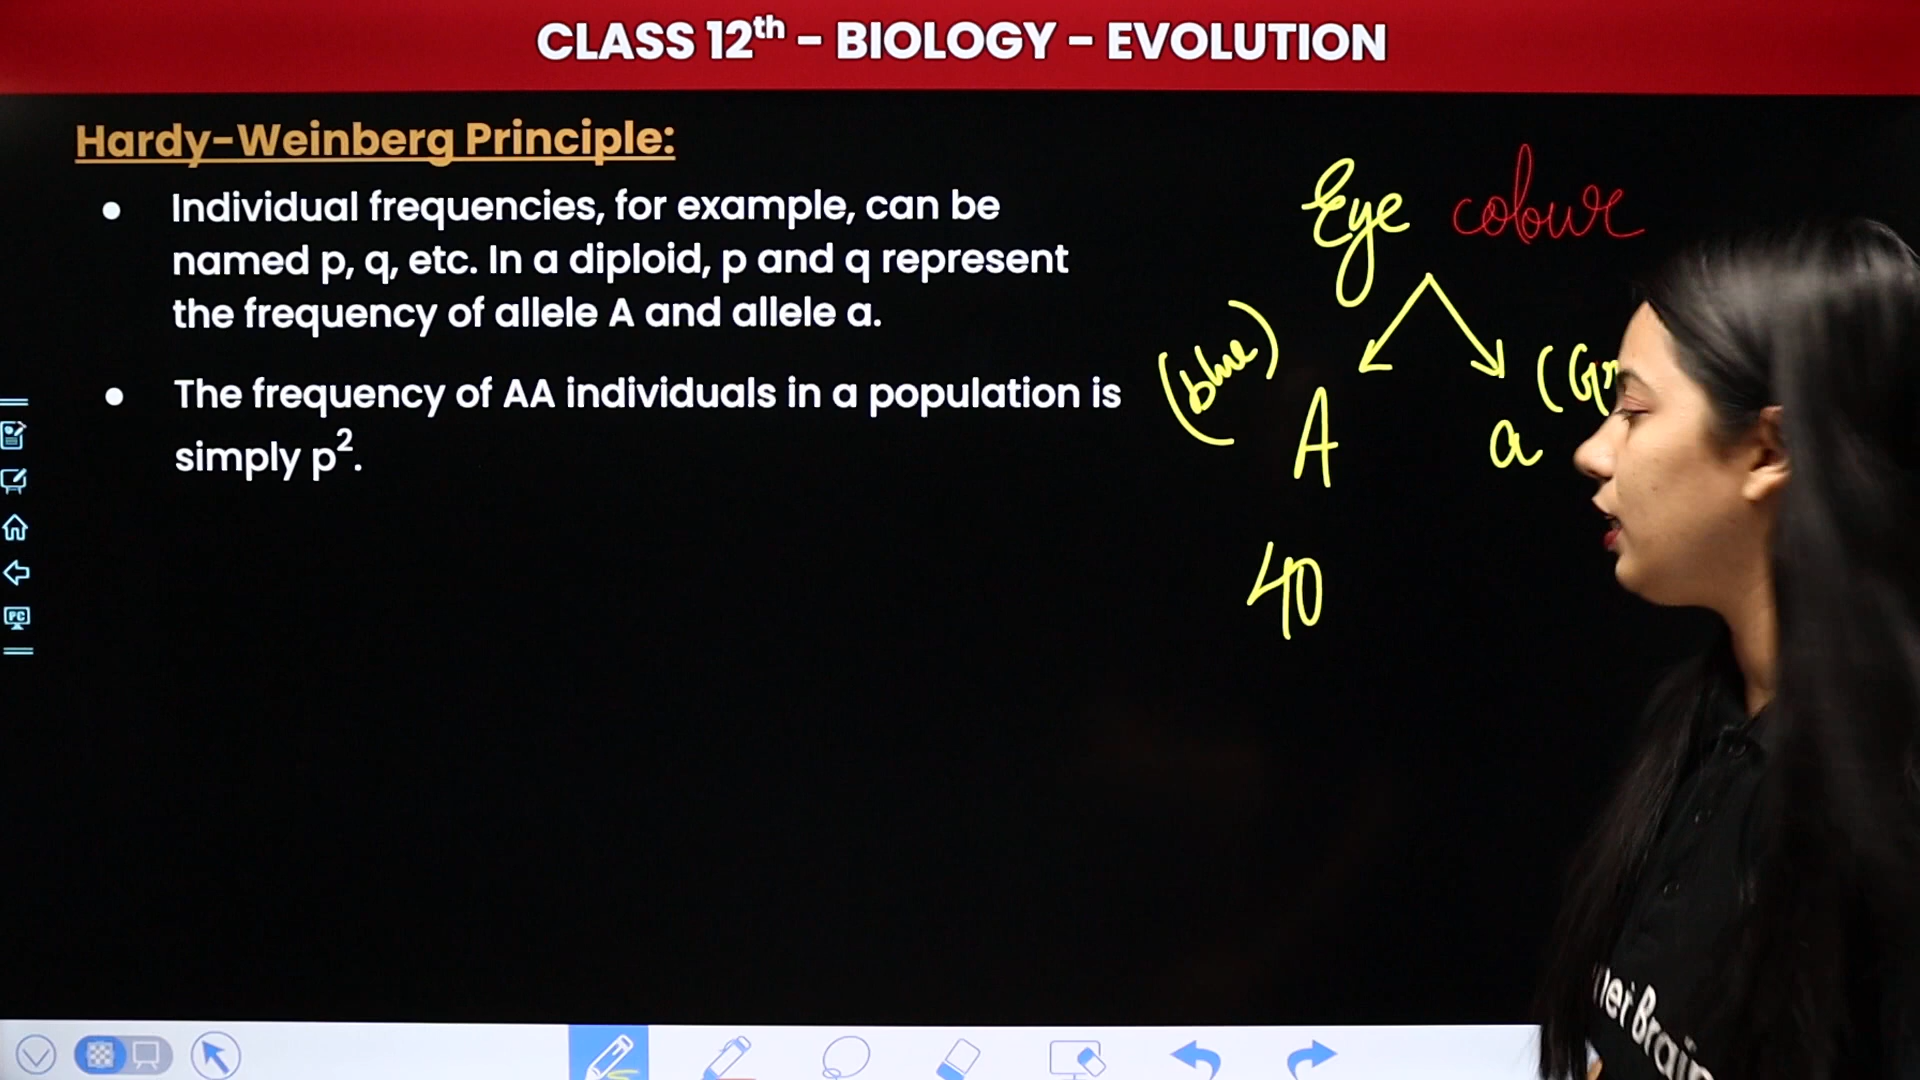 CLASS 12th - BIOLOGY - EVOLUTION
Hardy-Weinberg Principle:
• Individual frequencies, for example, can be
named p, q, etc. In a diploid, p and q represent
the frequency of allele A and allele a.
• The frequency of AA individuals in a population is
simply p².
Eye colour
(blue)
A
a
40
PC